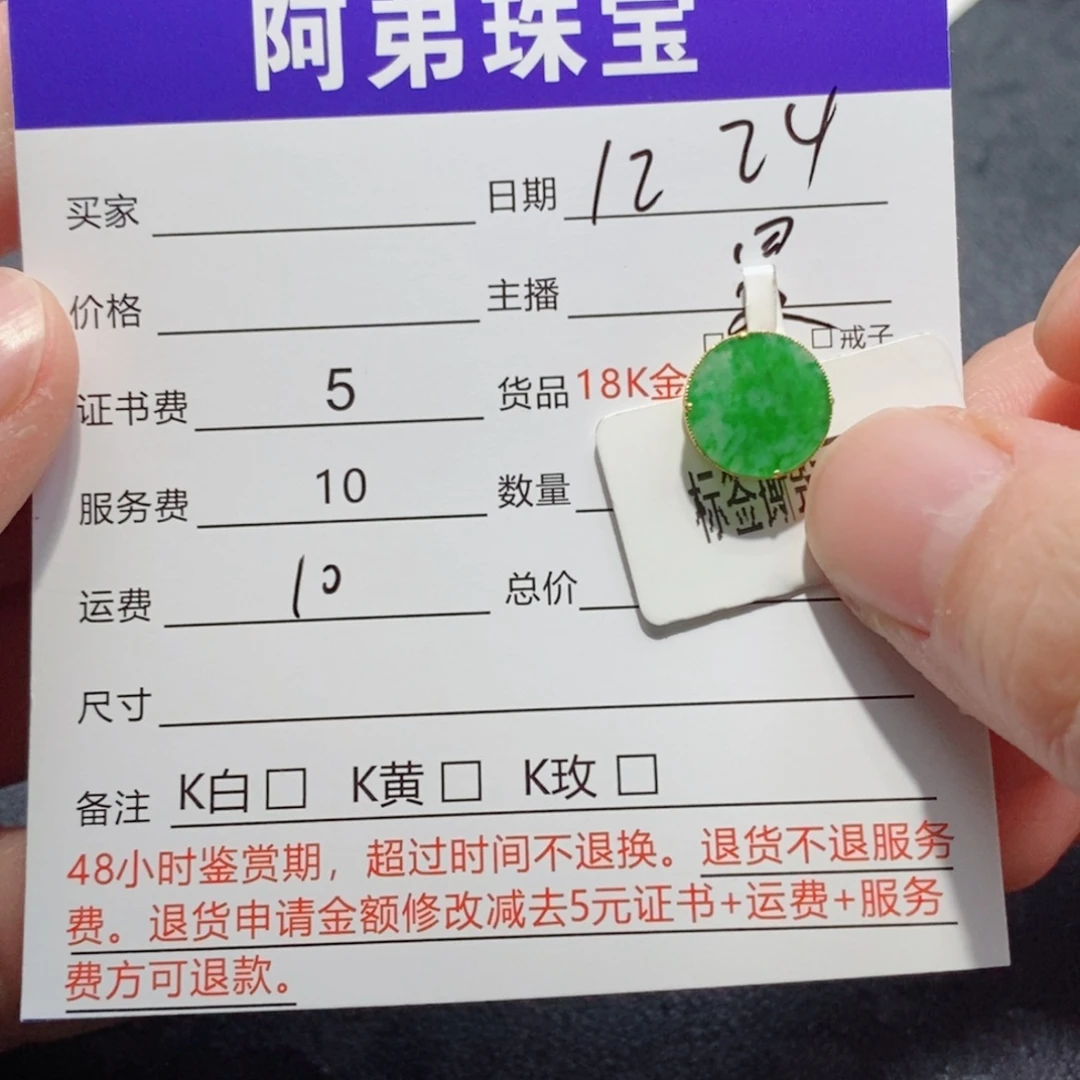 阿弟珠宝
买家 日期 12 24
价格 主播
□ □戒子
证书费 5 货品 18K金
服务费 10 数量
标签
运费 10 总价
尺寸
备注 K白□ K黄□ K玫□
48小时鉴赏期，超过时间不退换。退货不退服务
费。退货申请金额修改减去5元证书+运费+服务
费方可退款。